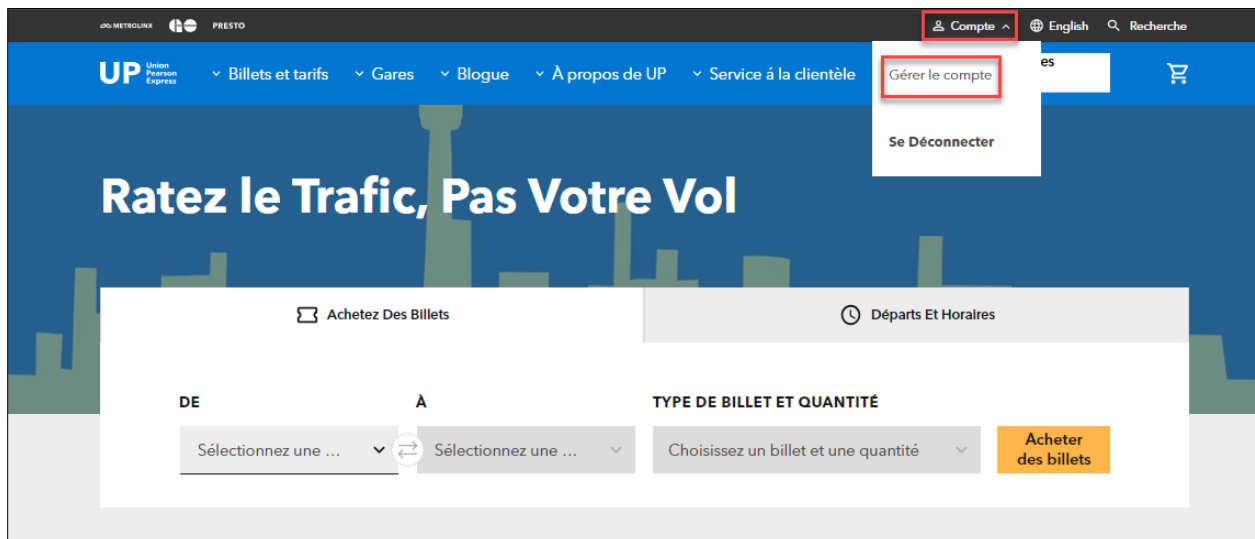 METROLINX GO PRESTO Compte English Recherche
UP Union Pearson Express Billets et tarifs Gares Blogue À propos de UP Service á la clientèle Gérer le compte es
Se Déconnecter
Ratez le Trafic, Pas Votre Vol
Achetez Des Billets Départs Et Horaires
DE À TYPE DE BILLET ET QUANTITÉ
Sélectionnez une ... Sélectionnez une ... Choisissez un billet et une quantité Acheter des billets